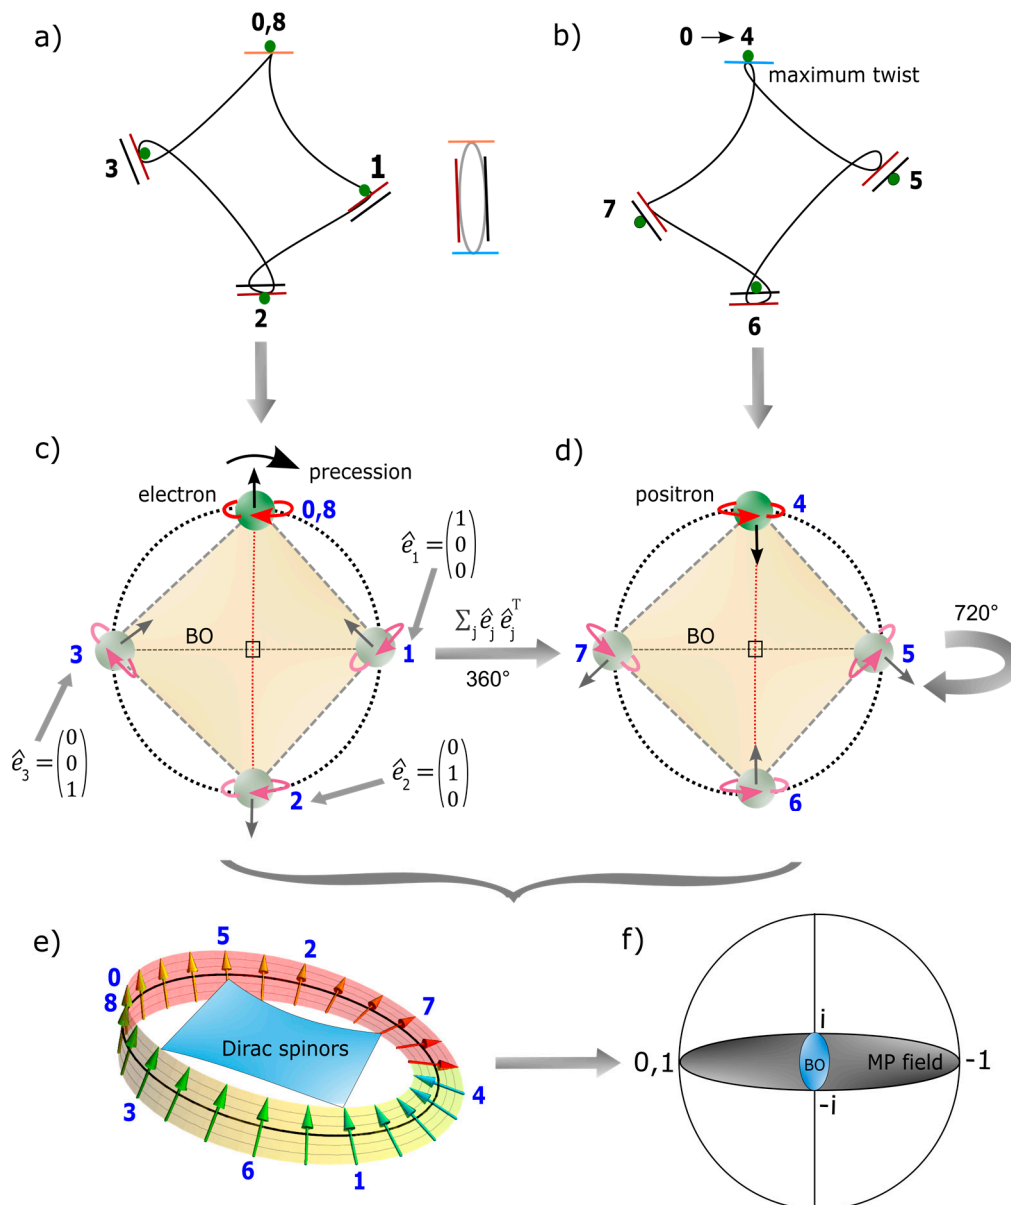 a)
0,8
3
1
2
b)
0 → 4
maximum twist
5
7
6
c)
precession
electron
0,8
ê₁ = (1 0 0)
BO
3
1
ê₃ = (0 0 1)
2
ê₂ = (0 1 0)
∑ⱼ êⱼ êⱼᵀ
360°
d)
positron
4
720°
BO
7
5
6
e)
5
2
0
8
7
Dirac spinors
3
4
6
1
f)
i
0,1
BO
MP field
-1
-i